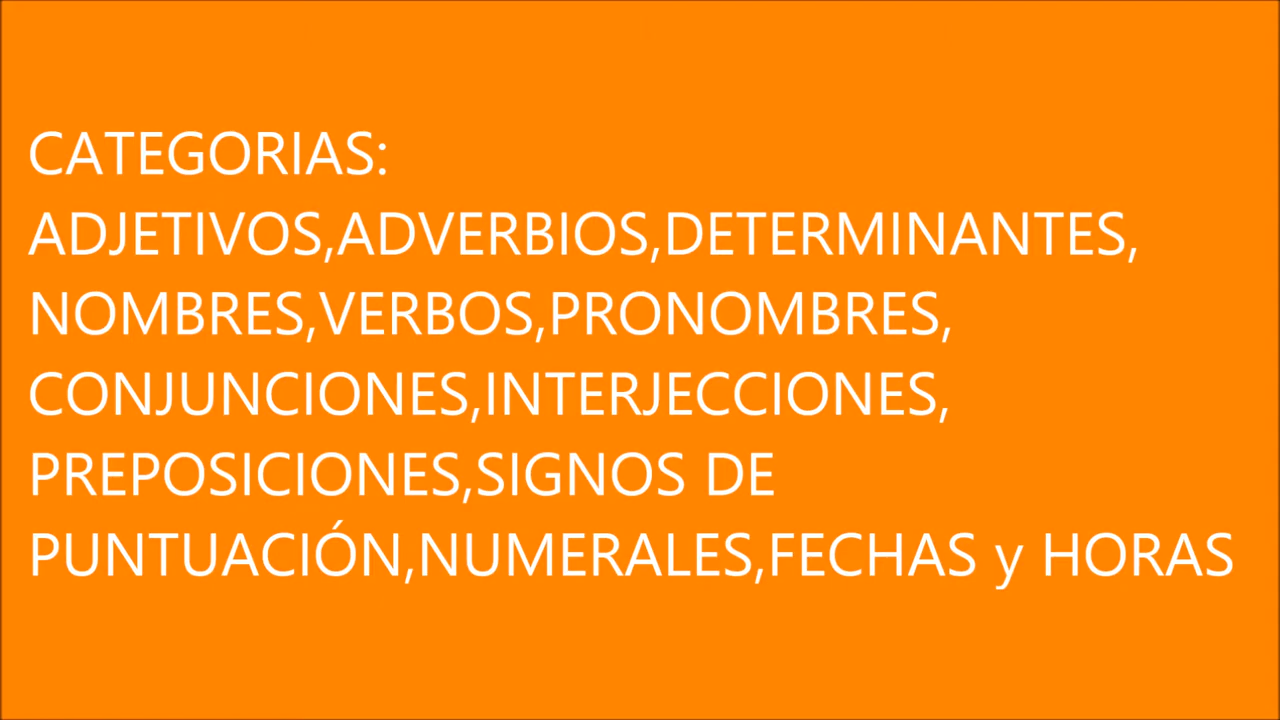 CATEGORIAS:
ADJETIVOS,ADVERBIOS,DETERMINANTES,
NOMBRES,VERBOS,PRONOMBRES,
CONJUNCIONES,INTERJECCIONES,
PREPOSICIONES,SIGNOS DE
PUNTUACIÓN,NUMERALES,FECHAS y HORAS